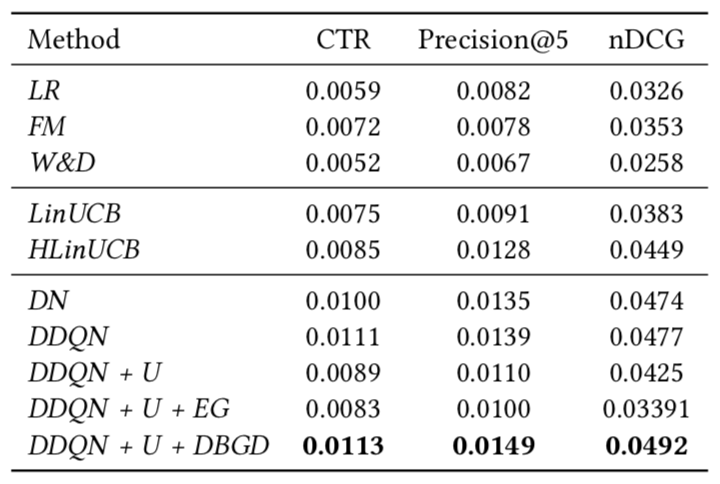 Method CTR Precision@5 nDCG
LR 0.0059 0.0082 0.0326
FM 0.0072 0.0078 0.0353
W&D 0.0052 0.0067 0.0258
LinUCB 0.0075 0.0091 0.0383
HLinUCB 0.0085 0.0128 0.0449
DN 0.0100 0.0135 0.0474
DDQN 0.0111 0.0139 0.0477
DDQN + U 0.0089 0.0110 0.0425
DDQN + U + EG 0.0083 0.0100 0.03391
DDQN + U + DBGD 0.0113 0.0149 0.0492